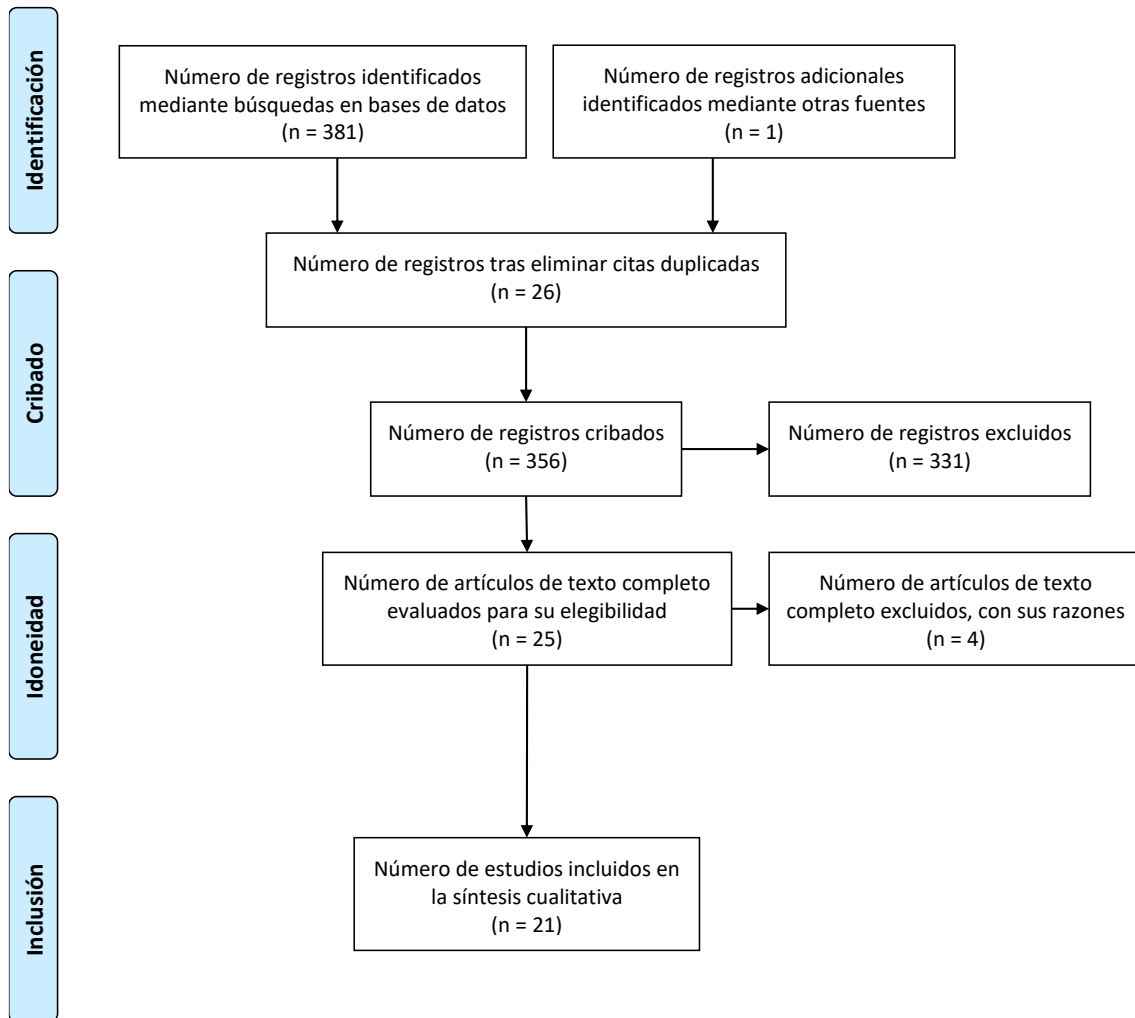 Identificación
Número de registros identificados
mediante búsquedas en bases de datos
(n = 381)
Número de registros adicionales
identificados mediante otras fuentes
(n = 1)
Número de registros tras eliminar citas duplicadas
(n = 26)
Cribado
Número de registros cribados
(n = 356)
Número de registros excluidos
(n = 331)
Idoneidad
Número de artículos de texto completo
evaluados para su elegibilidad
(n = 25)
Número de artículos de texto
completo excluidos, con sus razones
(n = 4)
Inclusión
Número de estudios incluidos en
la síntesis cualitativa
(n = 21)